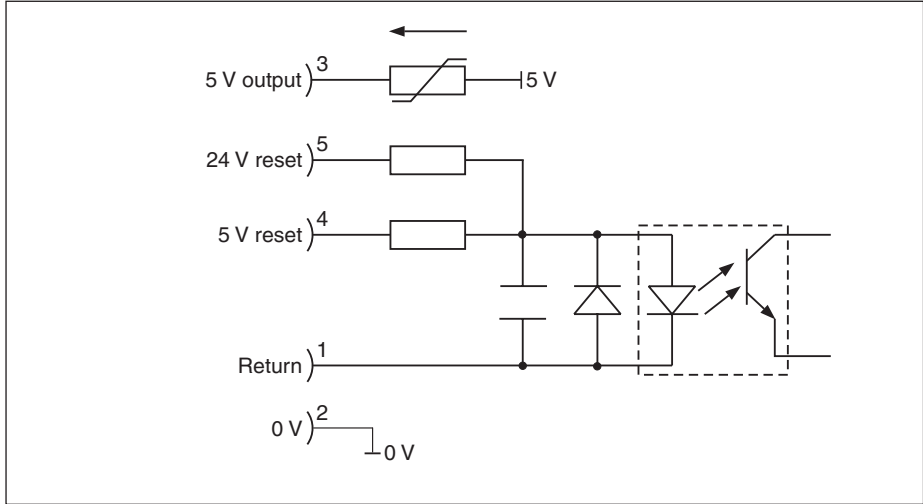 3
5 V output
5 V
5
24 V reset
4
5 V reset
1
Return
2
0 V
0 V